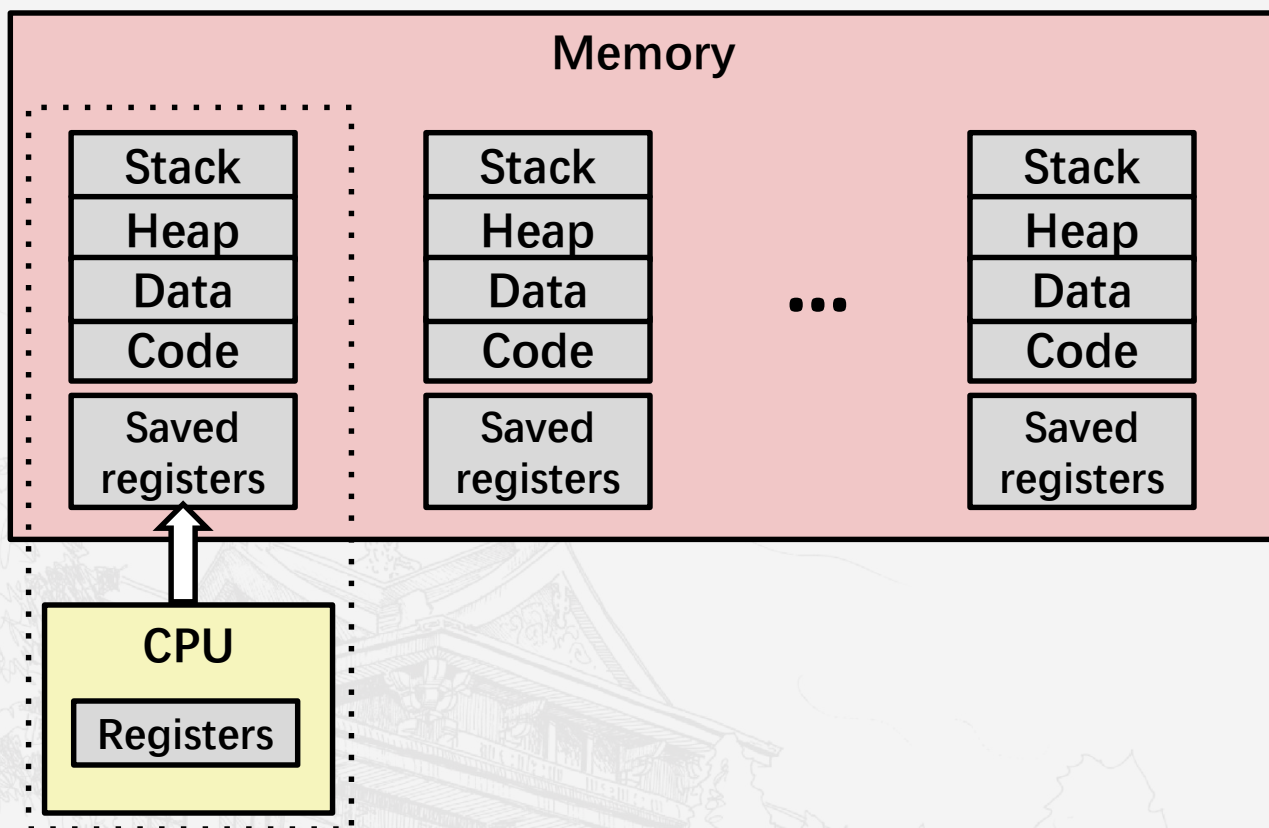 Memory
Stack
Heap
Data
Code
Saved
registers
Stack
Heap
Data
Code
Saved
registers
...
Stack
Heap
Data
Code
Saved
registers
CPU
Registers